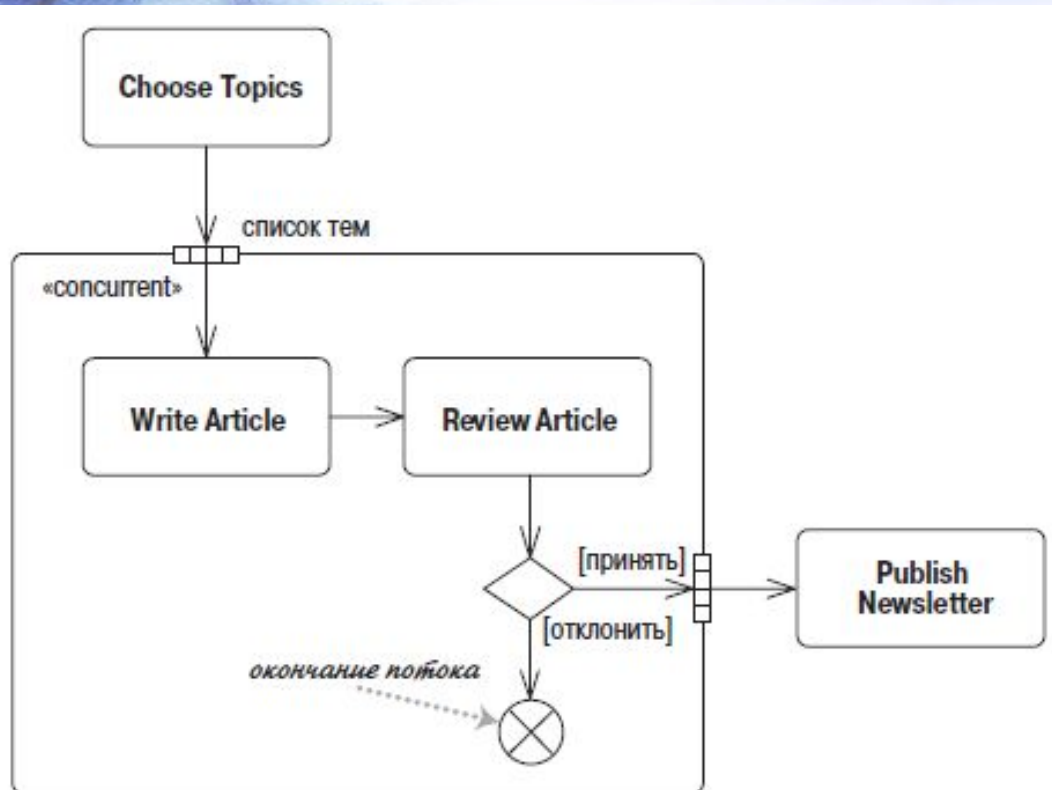 Choose Topics
список тем
«concurrent»
Write Article
Review Article
[принять]
Publish
Newsletter
[отклонить]
окончание потока